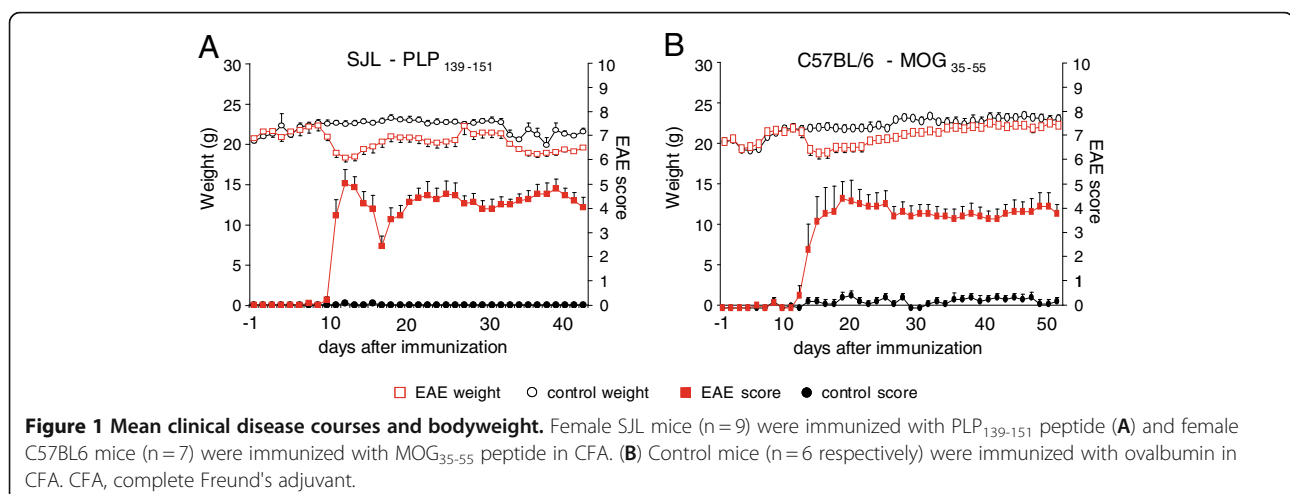 A
SJL - PLP 139-151
30
25
20
15
10
5
0
Weight (g)
10
9
8
7
6
5
4
3
2
1
0
EAE score
-1 10 20 30 40
days after immunization
B
C57BL/6 - MOG 35-55
30
25
20
15
10
5
0
Weight (g)
10
9
8
7
6
5
4
3
2
1
0
EAE score
-1 10 20 30 40 50
days after immunization
EAE weight control weight EAE score control score
Figure 1 Mean clinical disease courses and bodyweight. Female SJL mice (n = 9) were immunized with PLP139-151 peptide (A) and female
C57BL6 mice (n = 7) were immunized with MOG35-55 peptide in CFA. (B) Control mice (n = 6 respectively) were immunized with ovalbumin in
CFA. CFA, complete Freund's adjuvant.